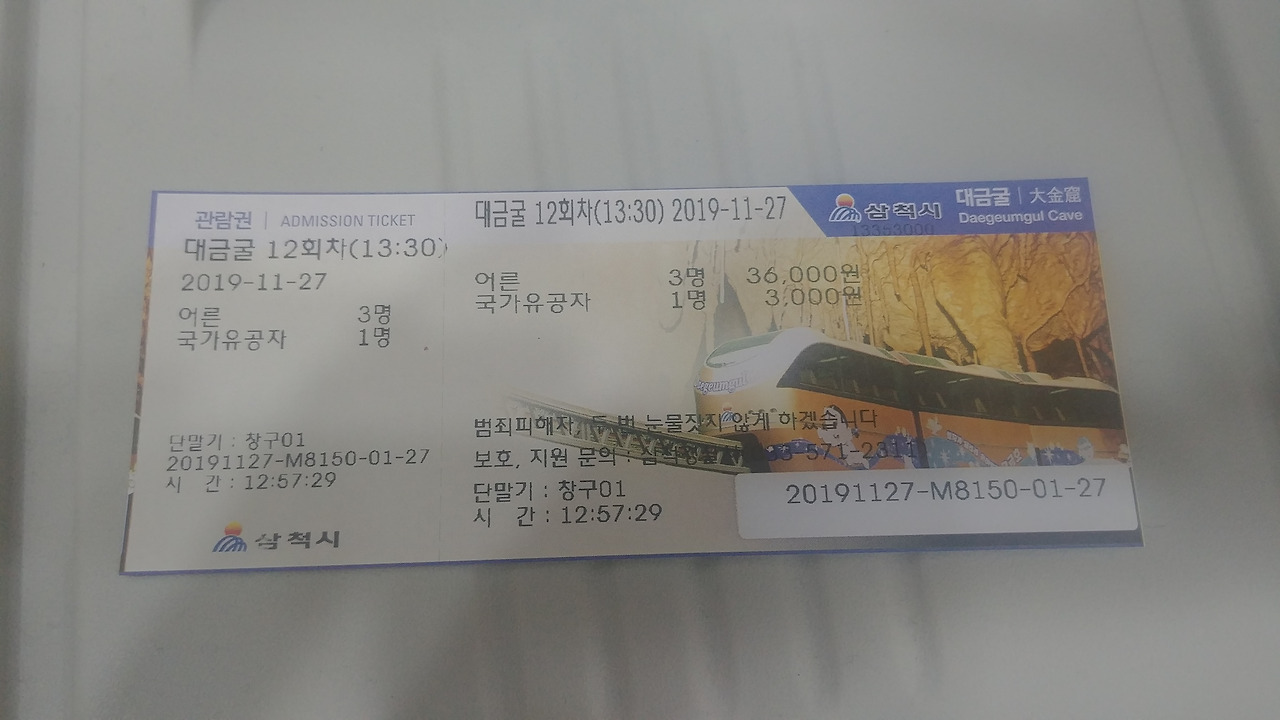 관람권 | ADMISSION TICKET
대금굴 12회차(13:30)
2019-11-27
어른 3명
국가유공자 1명
단말기 : 창구01
20191127-M8150-01-27
시 간 : 12:57:29
삼척시
대금굴 12회차(13:30) 2019-11-27
삼척시
대금굴 | 大金窟
Daegeumgul Cave
13353000
어른 3명 36,000원
국가유공자 1명 3,000원
Daegeumgul
범죄피해자, 두 번 눈물짓지 않게 하겠습니다
보호, 지원 문의 : 571-2311
단말기 : 창구01
시 간 : 12:57:29
20191127-M8150-01-27